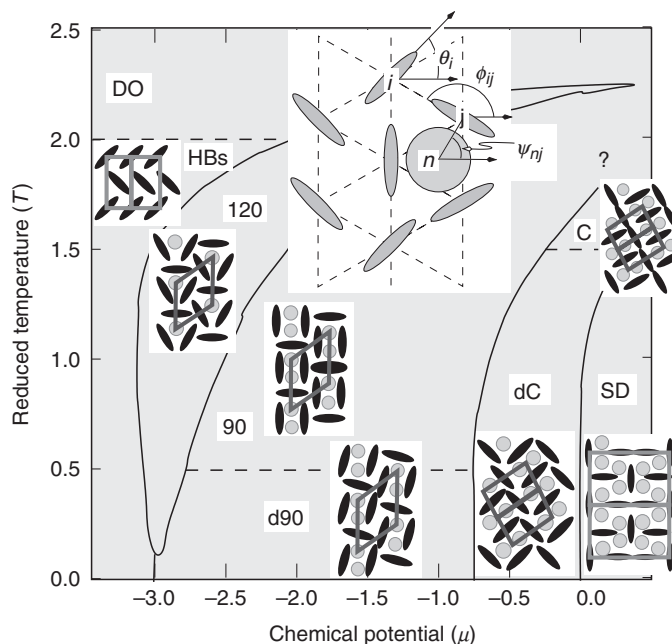 2.5
2.0
1.5
1.0
0.5
0.0
Reduced temperature (T)
DO
HBs
120
90
d90
dC
C
SD
?
i
θi
ϕij
j
n
ψnj
−3.0
−2.5
−2.0
−1.5
−1.0
−0.5
0.0
Chemical potential (μ)